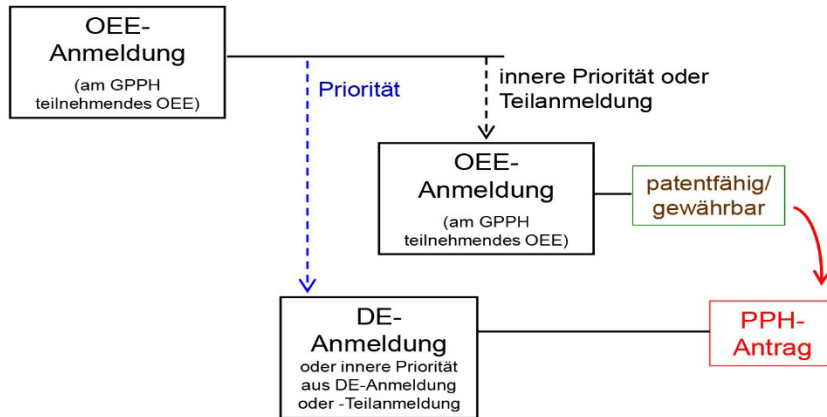 OEE-
Anmeldung
(am GPPH
teilnehmendes OEE)
Priorität
innere Priorität oder
Teilanmeldung
OEE-
Anmeldung
(am GPPH
teilnehmendes OEE)
patentfähig/
gewährbar
DE-
Anmeldung
oder innere Priorität
aus DE-Anmeldung
oder -Teilanmeldung
PPH-
Antrag